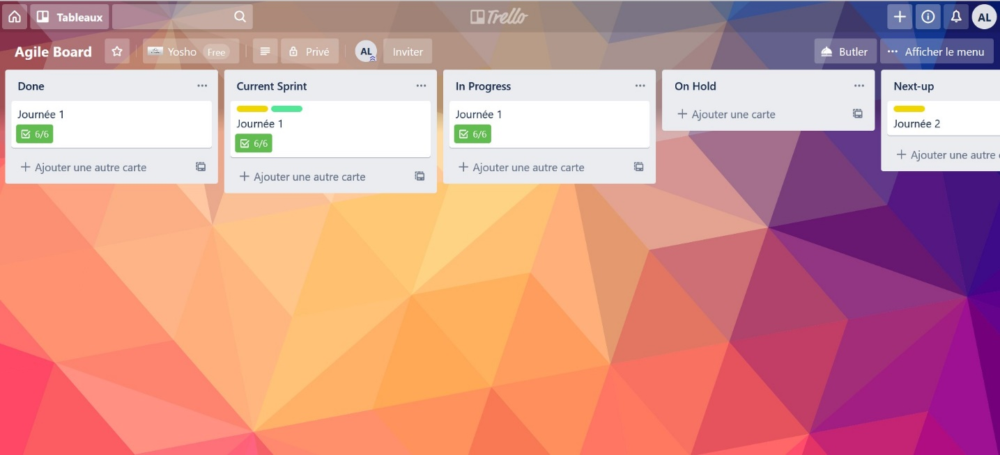 Tableaux
Trello
AL
Agile Board
Yosho Free
Privé
AL
Inviter
Butler
Afficher le menu
Done
Journée 1
6/6
Ajouter une autre carte
Current Sprint
Journée 1
6/6
Ajouter une autre carte
In Progress
Journée 1
6/6
Ajouter une autre carte
On Hold
Ajouter une carte
Next-up
Journée 2
Ajouter une autre